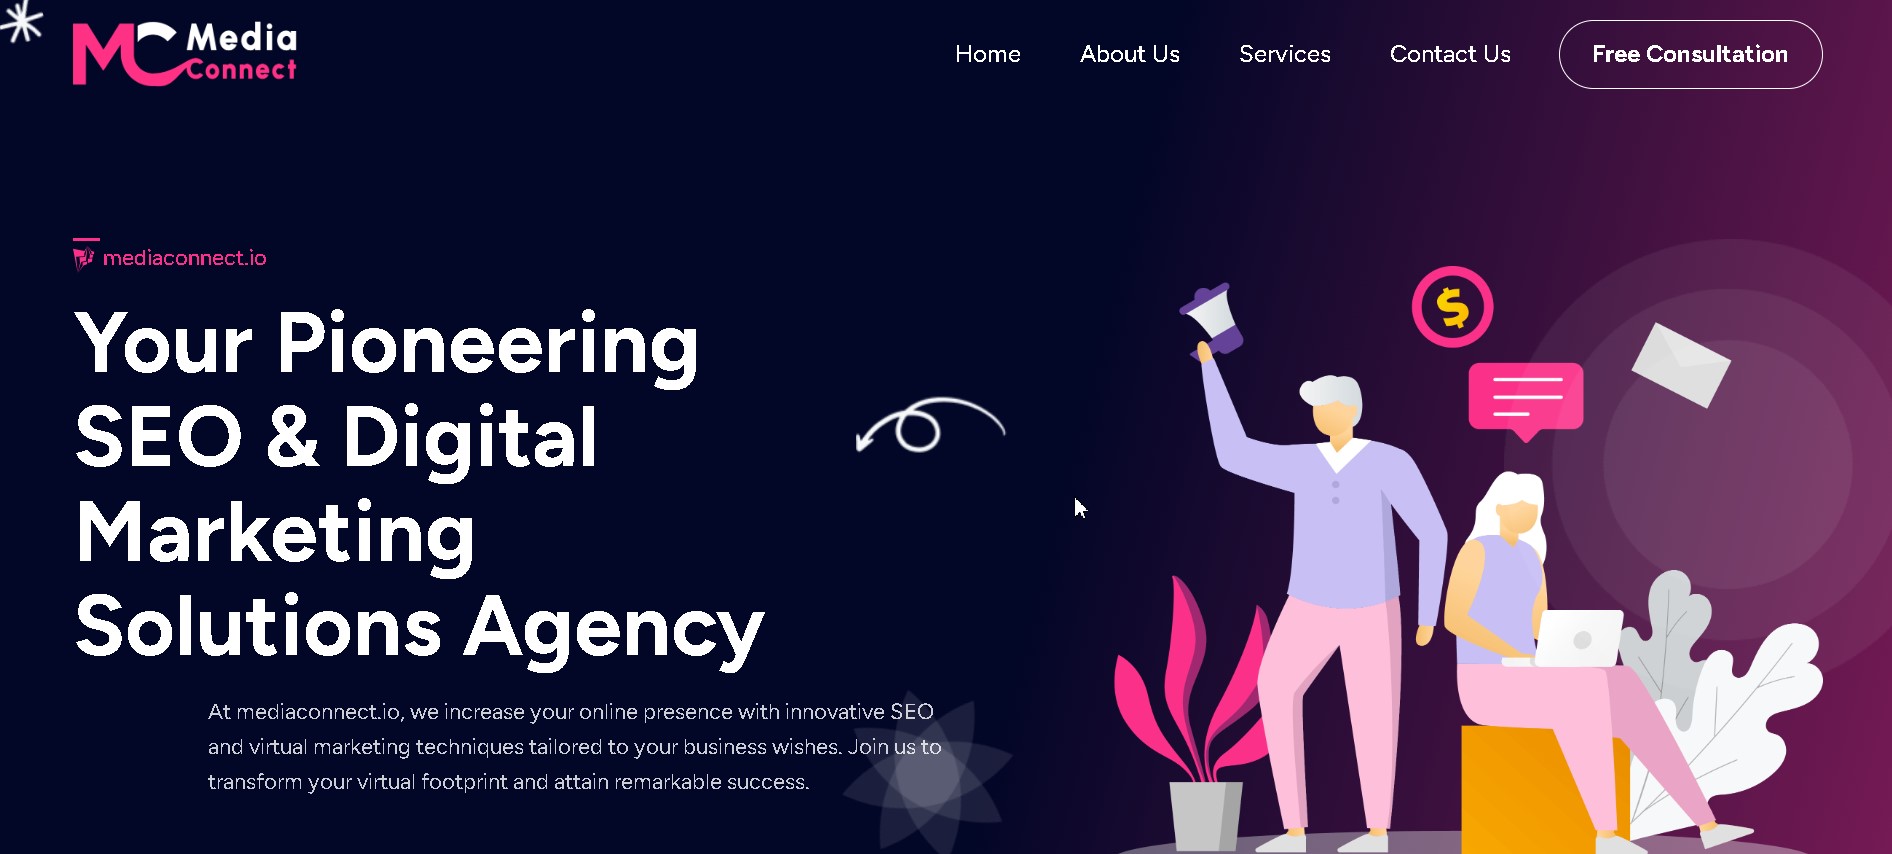 Media
Connect
Home
About Us
Services
Contact Us
Free Consultation
mediaconnect.io
Your Pioneering
SEO & Digital
Marketing
Solutions Agency
At mediaconnect.io, we increase your online presence with innovative SEO
and virtual marketing techniques tailored to your business wishes. Join us to
transform your virtual footprint and attain remarkable success.